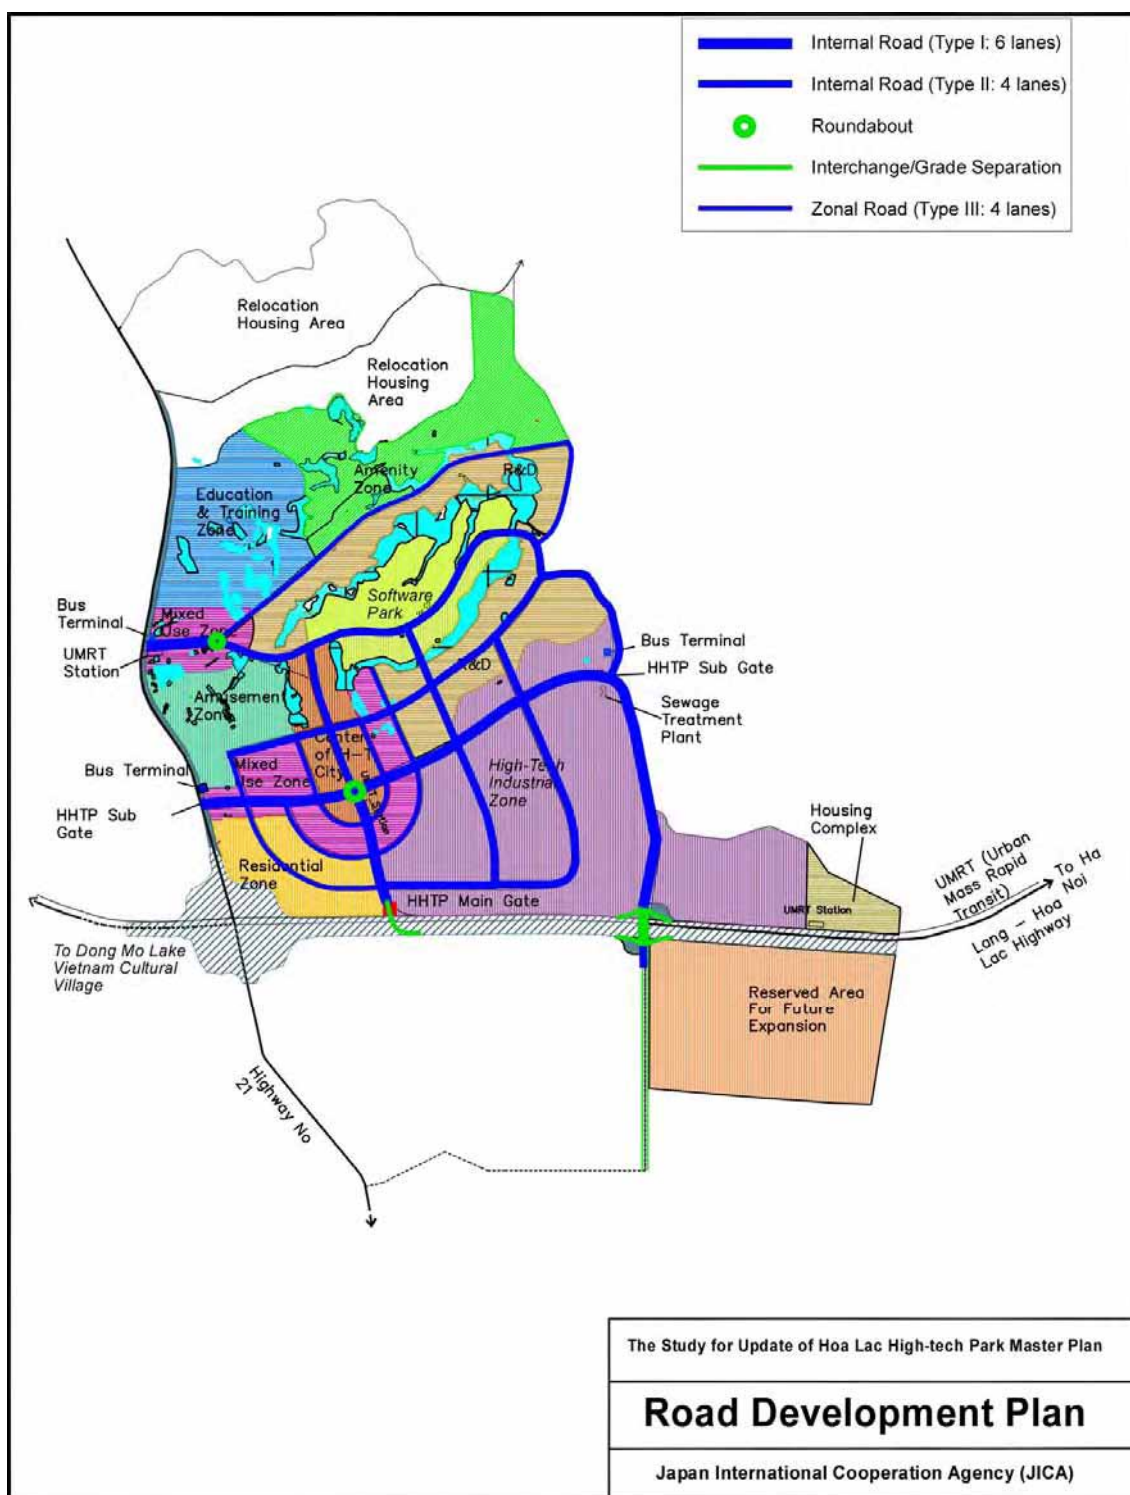 Internal Road (Type I: 6 lanes)
Internal Road (Type II: 4 lanes)
Roundabout
Interchange/Grade Separation
Zonal Road (Type III: 4 lanes)
Relocation
Housing Area
Relocation
Housing
Area
R&D
Amenity
Zone
Education
& Training
Zone
Software
Park
Bus
Terminal
Mixed
Use Zone
UMRT
Station
Bus Terminal
HHTP Sub Gate
R&D
Sewage
Treatment
Plant
Amusement
Zone
Center
of H-T
City
Mixed
Use Zone
High-Tech
Industrial
Zone
Bus Terminal
HHTP Sub
Gate
Housing
Complex
Residential
Zone
HHTP Main Gate
UMRT Station
UMRT (Urban
Mass Rapid
Transit)
To Ha
Noi
Lang - Hoa
Lac Highway
To Dong Mo Lake
Vietnam Cultural
Village
Reserved Area
For Future
Expansion
Highway No
21
The Study for Update of Hoa Lac High-tech Park Master Plan
Road Development Plan
Japan International Cooperation Agency (JICA)